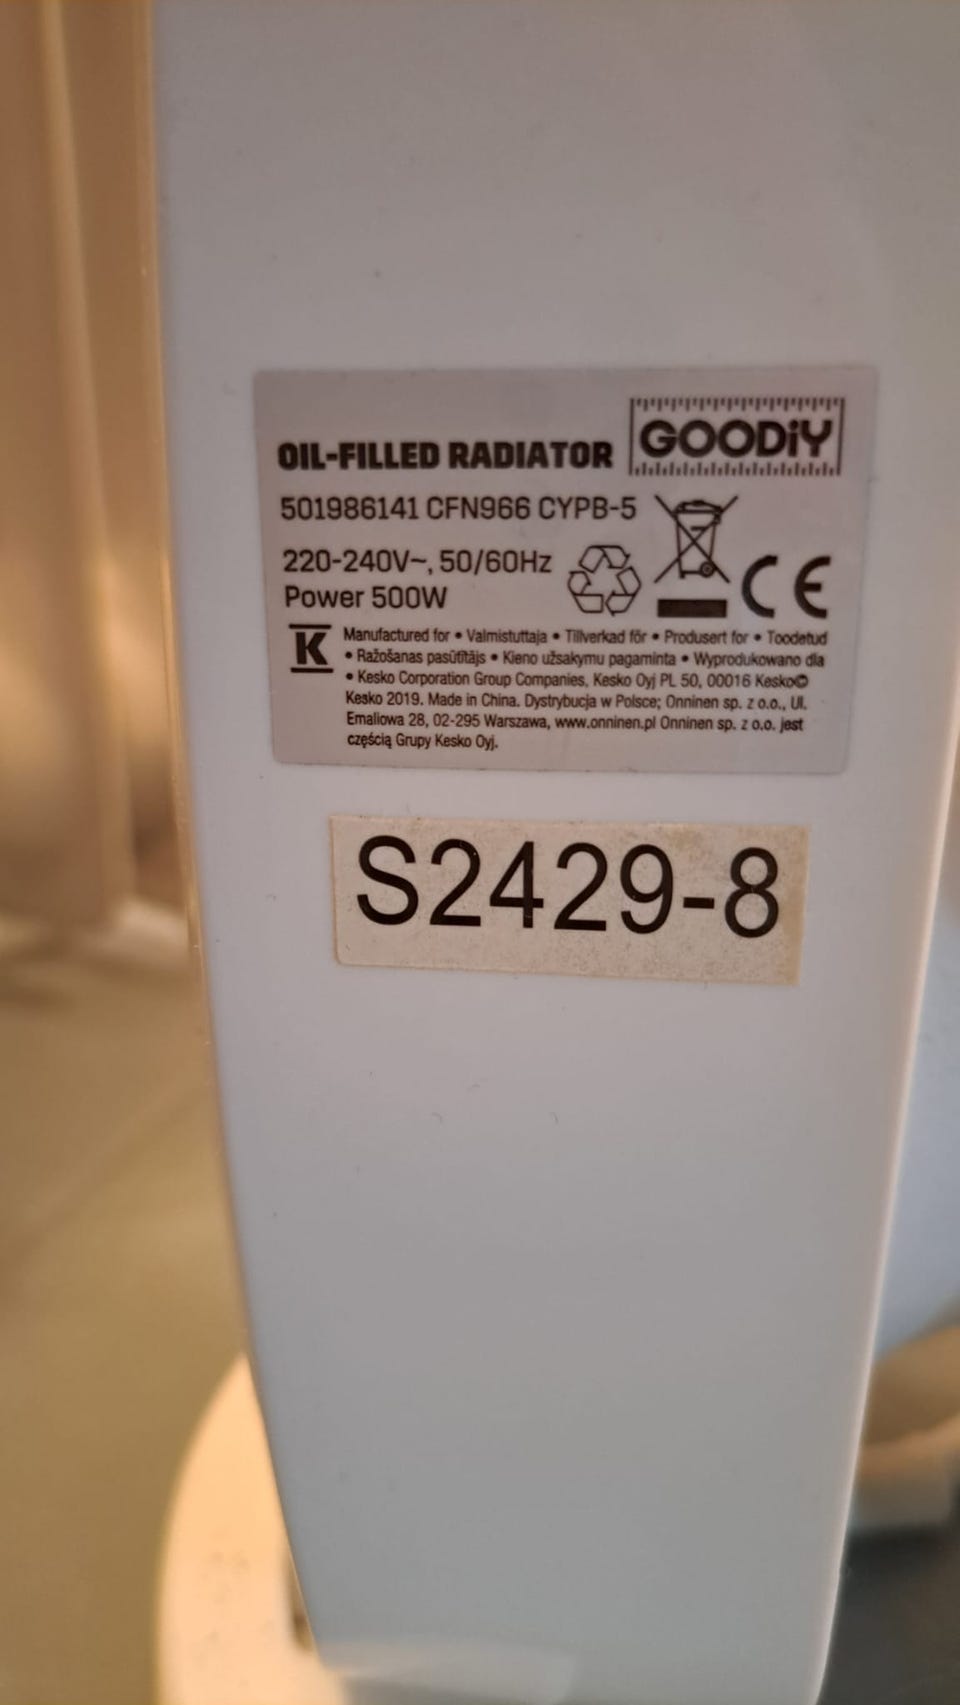 OIL-FILLED RADIATOR GOODiY
501986141 CFN966 CYPB-5
220-240V~, 50/60Hz
Power 500W
CE
K
Manufactured for • Valmistuttaja • Tillverkad för • Produsert for • Toodetud
• Ražošanas pasūtītājs • Kieno užsakymu pagaminta • Wyprodukowano dla
• Kesko Corporation Group Companies, Kesko Oyj PL 50, 00016 Kesko©
Kesko 2019. Made in China. Dystrybucja w Polsce; Onninen sp. z o.o., Ul.
Emaliowa 28, 02-295 Warszawa, www.onninen.pl Onninen sp. z o.o. jest
częścią Grupy Kesko Oyj.
S2429-8